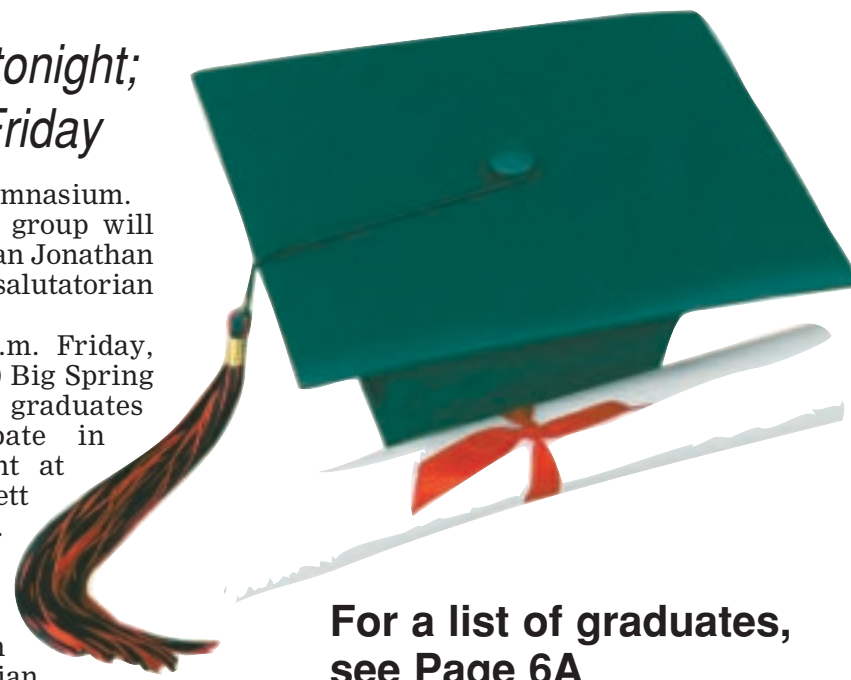 tonight;
Friday
mnasium.
group will
an Jonathan
salutatorian
.m. Friday,
Big Spring
graduates
pate in
nt at
ett
.
n
ian
For a list of graduates,
see Page 6A